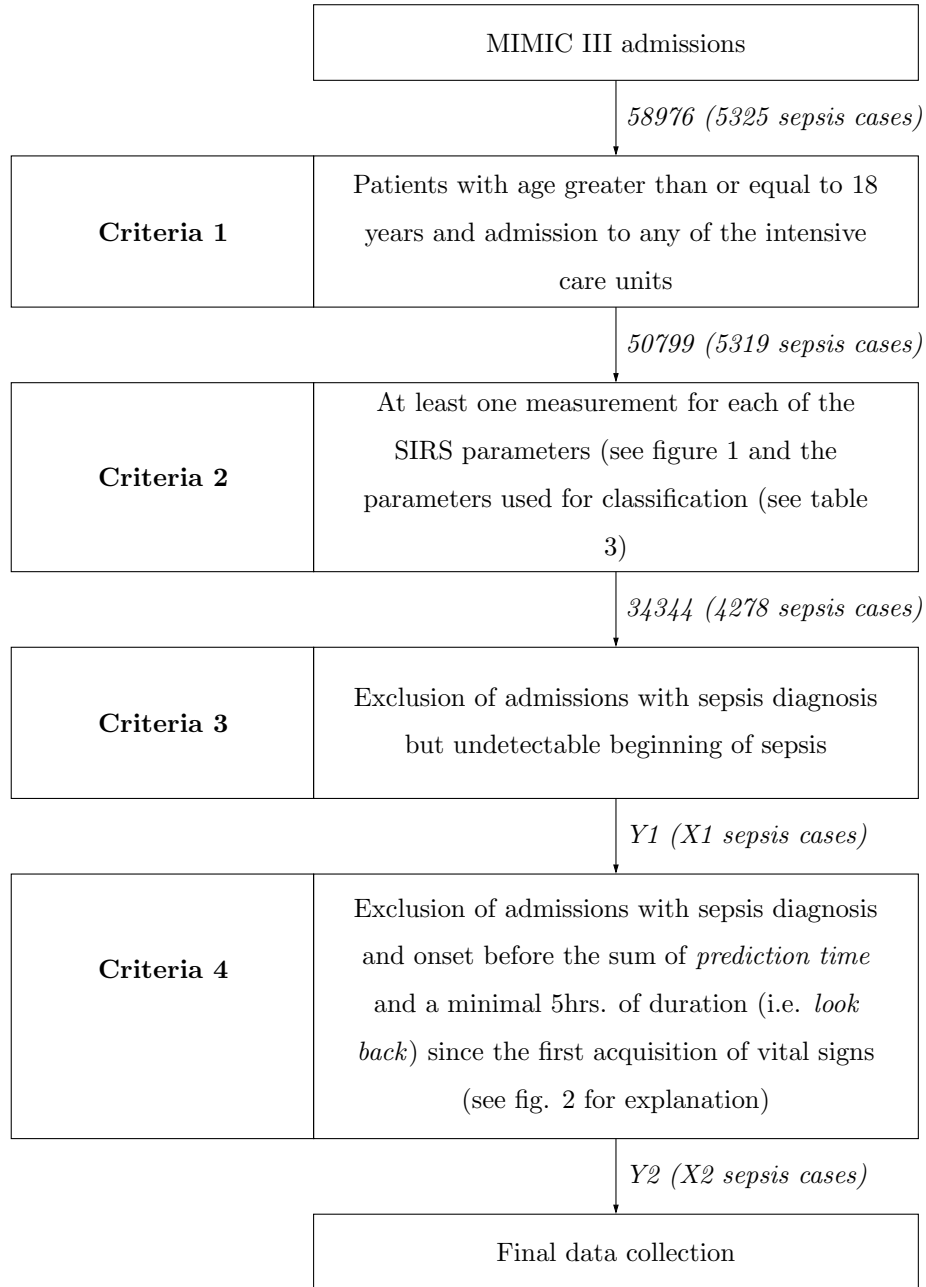 MIMIC III admissions
58976 (5325 sepsis cases)
Criteria 1
Patients with age greater than or equal to 18
years and admission to any of the intensive
care units
50799 (5319 sepsis cases)
Criteria 2
At least one measurement for each of the
SIRS parameters (see figure 1 and the
parameters used for classification (see table
3)
34344 (4278 sepsis cases)
Criteria 3
Exclusion of admissions with sepsis diagnosis
but undetectable beginning of sepsis
Y1 (X1 sepsis cases)
Criteria 4
Exclusion of admissions with sepsis diagnosis
and onset before the sum of prediction time
and a minimal 5hrs. of duration (i.e. look
back) since the first acquisition of vital signs
(see fig. 2 for explanation)
Y2 (X2 sepsis cases)
Final data collection